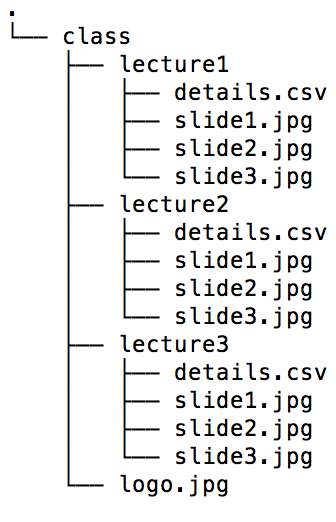 .
└── class
    ├── lecture1
    │   ├── details.csv
    │   ├── slide1.jpg
    │   ├── slide2.jpg
    │   └── slide3.jpg
    ├── lecture2
    │   ├── details.csv
    │   ├── slide1.jpg
    │   ├── slide2.jpg
    │   └── slide3.jpg
    ├── lecture3
    │   ├── details.csv
    │   ├── slide1.jpg
    │   ├── slide2.jpg
    │   └── slide3.jpg
    └── logo.jpg